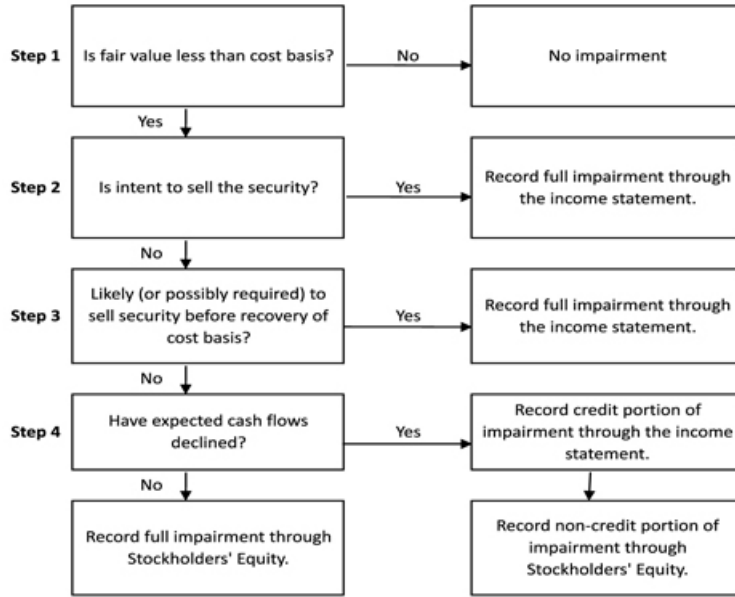 Step 1
Is fair value less than cost basis?
No
No impairment
Yes
Step 2
Is intent to sell the security?
Yes
Record full impairment through
the income statement.
No
Step 3
Likely (or possibly required) to
sell security before recovery of
cost basis?
Yes
Record full impairment through
the income statement.
No
Step 4
Have expected cash flows
declined?
Yes
Record credit portion of
impairment through the income
statement.
No
Record full impairment through
Stockholders' Equity.
Record non-credit portion of
impairment through
Stockholders' Equity.